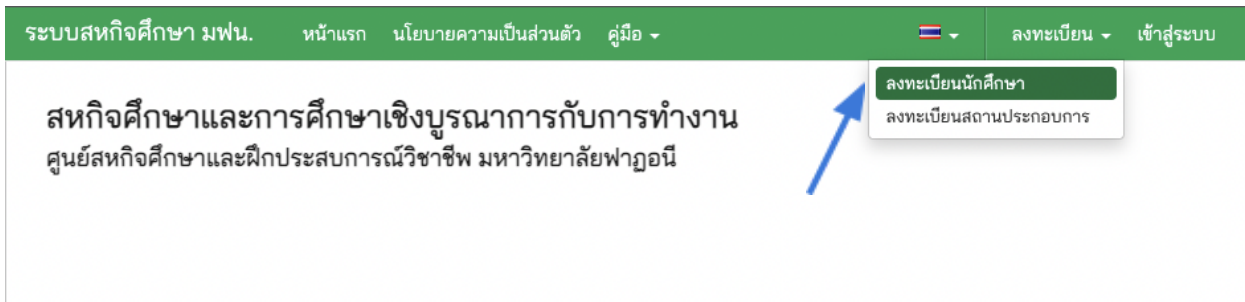 ระบบสหกิจศึกษา มฟน. หน้าแรก นโยบายความเป็นส่วนตัว คู่มือ ลงทะเบียน เข้าสู่ระบบ
ลงทะเบียนนักศึกษา
ลงทะเบียนสถานประกอบการ
สหกิจศึกษาและการศึกษาเชิงบูรณาการกับการทำงาน
ศูนย์สหกิจศึกษาและฝึกประสบการณ์วิชาชีพ มหาวิทยาลัยฟาฏอนี